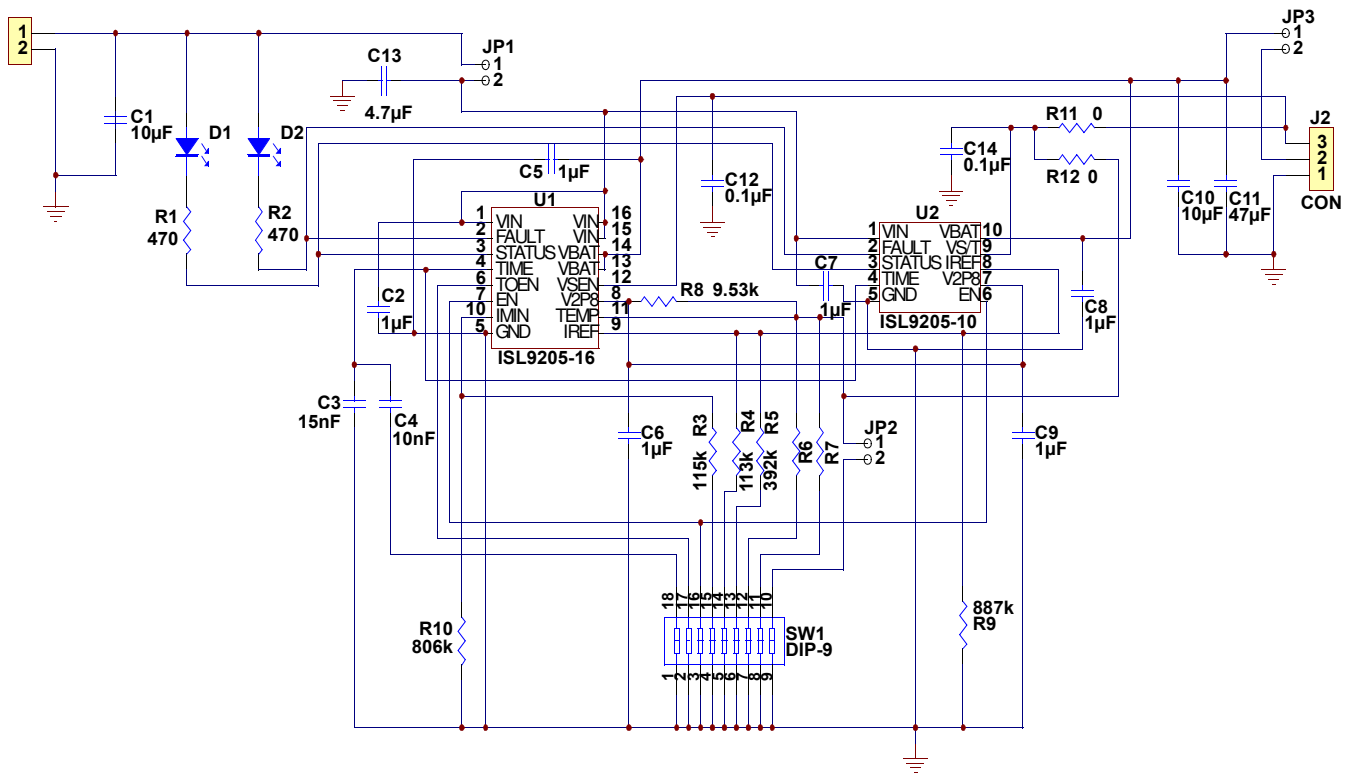 1
2
C1
10µF
D1
D2
C13
4.7µF
JP1
1
2
R1
470
R2
470
C5
1µF
C12
0.1µF
C14
0.1µF
R11 0
R12 0
JP3
1
2
J2
3
2
1
CON
C10
10µF
C11
47µF
U1
1 VIN
2 FAULT
3 STATUS
4 TIME
6 TOEN
7 EN
10 IMIN
5 GND
VIN 16
VIN 15
VBAT 14
VBAT 13
VSEN 12
V2P8 8
TEMP 11
IREF 9
ISL9205-16
C2
1µF
R8 9.53k
C7
1µF
U2
1 VIN
2 FAULT
3 STATUS
4 TIME
5 GND
VBAT 10
VS/T 9
IREF 8
V2P8 7
EN 6
ISL9205-10
C8
1µF
C3
15nF
C4
10nF
C6
1µF
R3
115k
R4
113k
R5
392k
R6
R7
JP2
1
2
C9
1µF
R10
806k
18 17 16 15 14 13 12 11 10
SW1
DIP-9
1 2 3 4 5 6 7 8 9
887k
R9